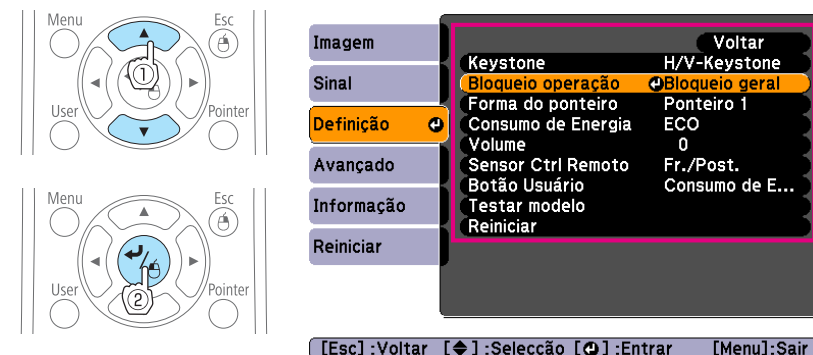 Menu Esc
①
User Pointer
Menu Esc
②
User Pointer
Imagem
Sinal
Definição
Avançado
Informação
Reiniciar
Voltar
Keystone H/V-Keystone
Bloqueio operação Bloqueio geral
Forma do ponteiro Ponteiro 1
Consumo de Energia ECO
Volume 0
Sensor Ctrl Remoto Fr./Post.
Botão Usuário Consumo de E...
Testar modelo
Reiniciar
[Esc] :Voltar [◆] :Selecção [⏎] :Entrar [Menu]:Sair